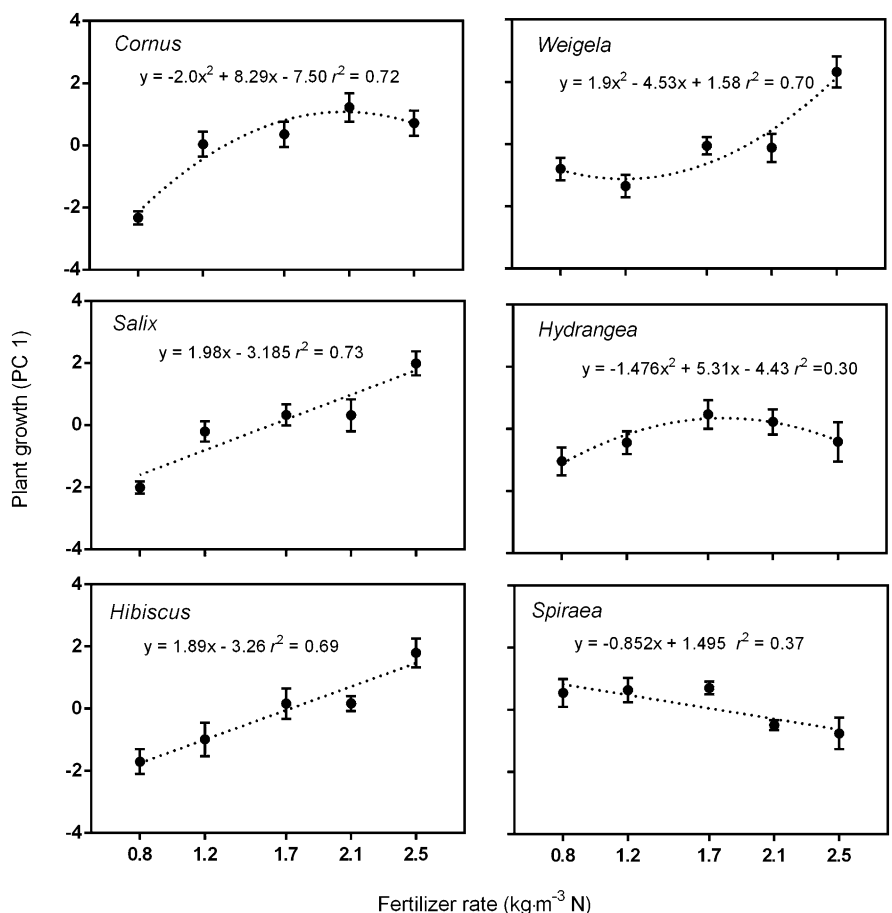 4
2
0
-2
-4
Cornus
y = -2.0x² + 8.29x - 7.50 r² = 0.72
Weigela
y = 1.9x² - 4.53x + 1.58 r² = 0.70
Plant growth (PC 1)
4
2
0
-2
-4
Salix
y = 1.98x - 3.185 r² = 0.73
Hydrangea
y = -1.476x² + 5.31x - 4.43 r² =0.30
4
2
0
-2
-4
Hibiscus
y = 1.89x - 3.26 r² = 0.69
Spiraea
y = -0.852x + 1.495 r² = 0.37
0.8 1.2 1.7 2.1 2.5
0.8 1.2 1.7 2.1 2.5
Fertilizer rate (kg·m⁻³ N)